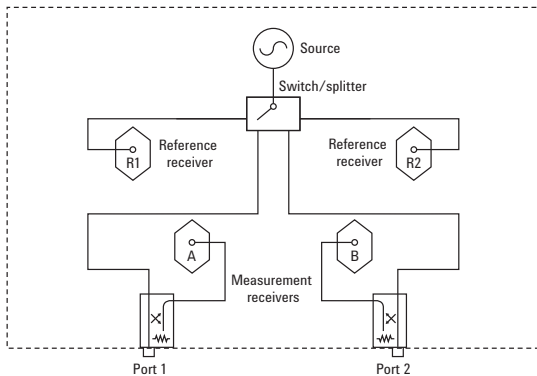 Source
Switch/splitter
R1
Reference
receiver
Reference
receiver
R2
A
Measurement
receivers
B
Port 1
Port 2